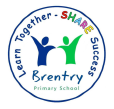 Learn Together - SHARE Success
Brentry
Primary School